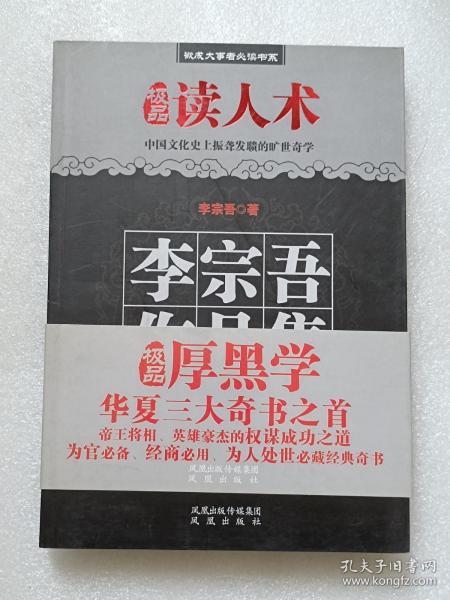 欲成大事者必读书系
极品 读人术
中国文化史上振聋发聩的旷世奇学
李宗吾◎著
李宗吾
作品集
极品 厚黑学
华夏三大奇书之首
帝王将相、英雄豪杰的权谋成功之道
为官必备、经商必用、为人处世必藏经典奇书
凤凰出版传媒集团
凤凰出版社
凤凰出版传媒集团
凤凰出版社
孔夫子旧书网
www.kongfz.com